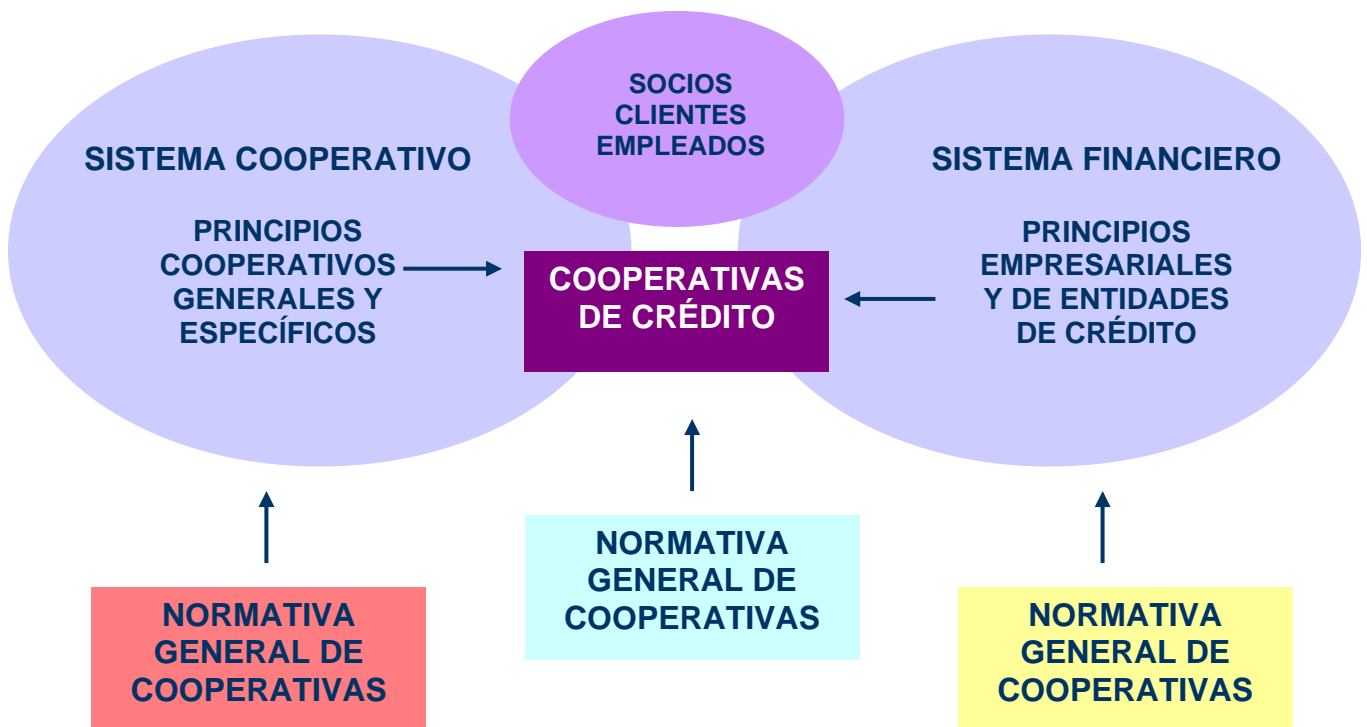 SOCIOS
CLIENTES
EMPLEADOS
SISTEMA COOPERATIVO
PRINCIPIOS
COOPERATIVOS
GENERALES Y
ESPECÍFICOS
COOPERATIVAS
DE CRÉDITO
SISTEMA FINANCIERO
PRINCIPIOS
EMPRESARIALES
Y DE ENTIDADES
DE CRÉDITO
NORMATIVA
GENERAL DE
COOPERATIVAS
NORMATIVA
GENERAL DE
COOPERATIVAS
NORMATIVA
GENERAL DE
COOPERATIVAS